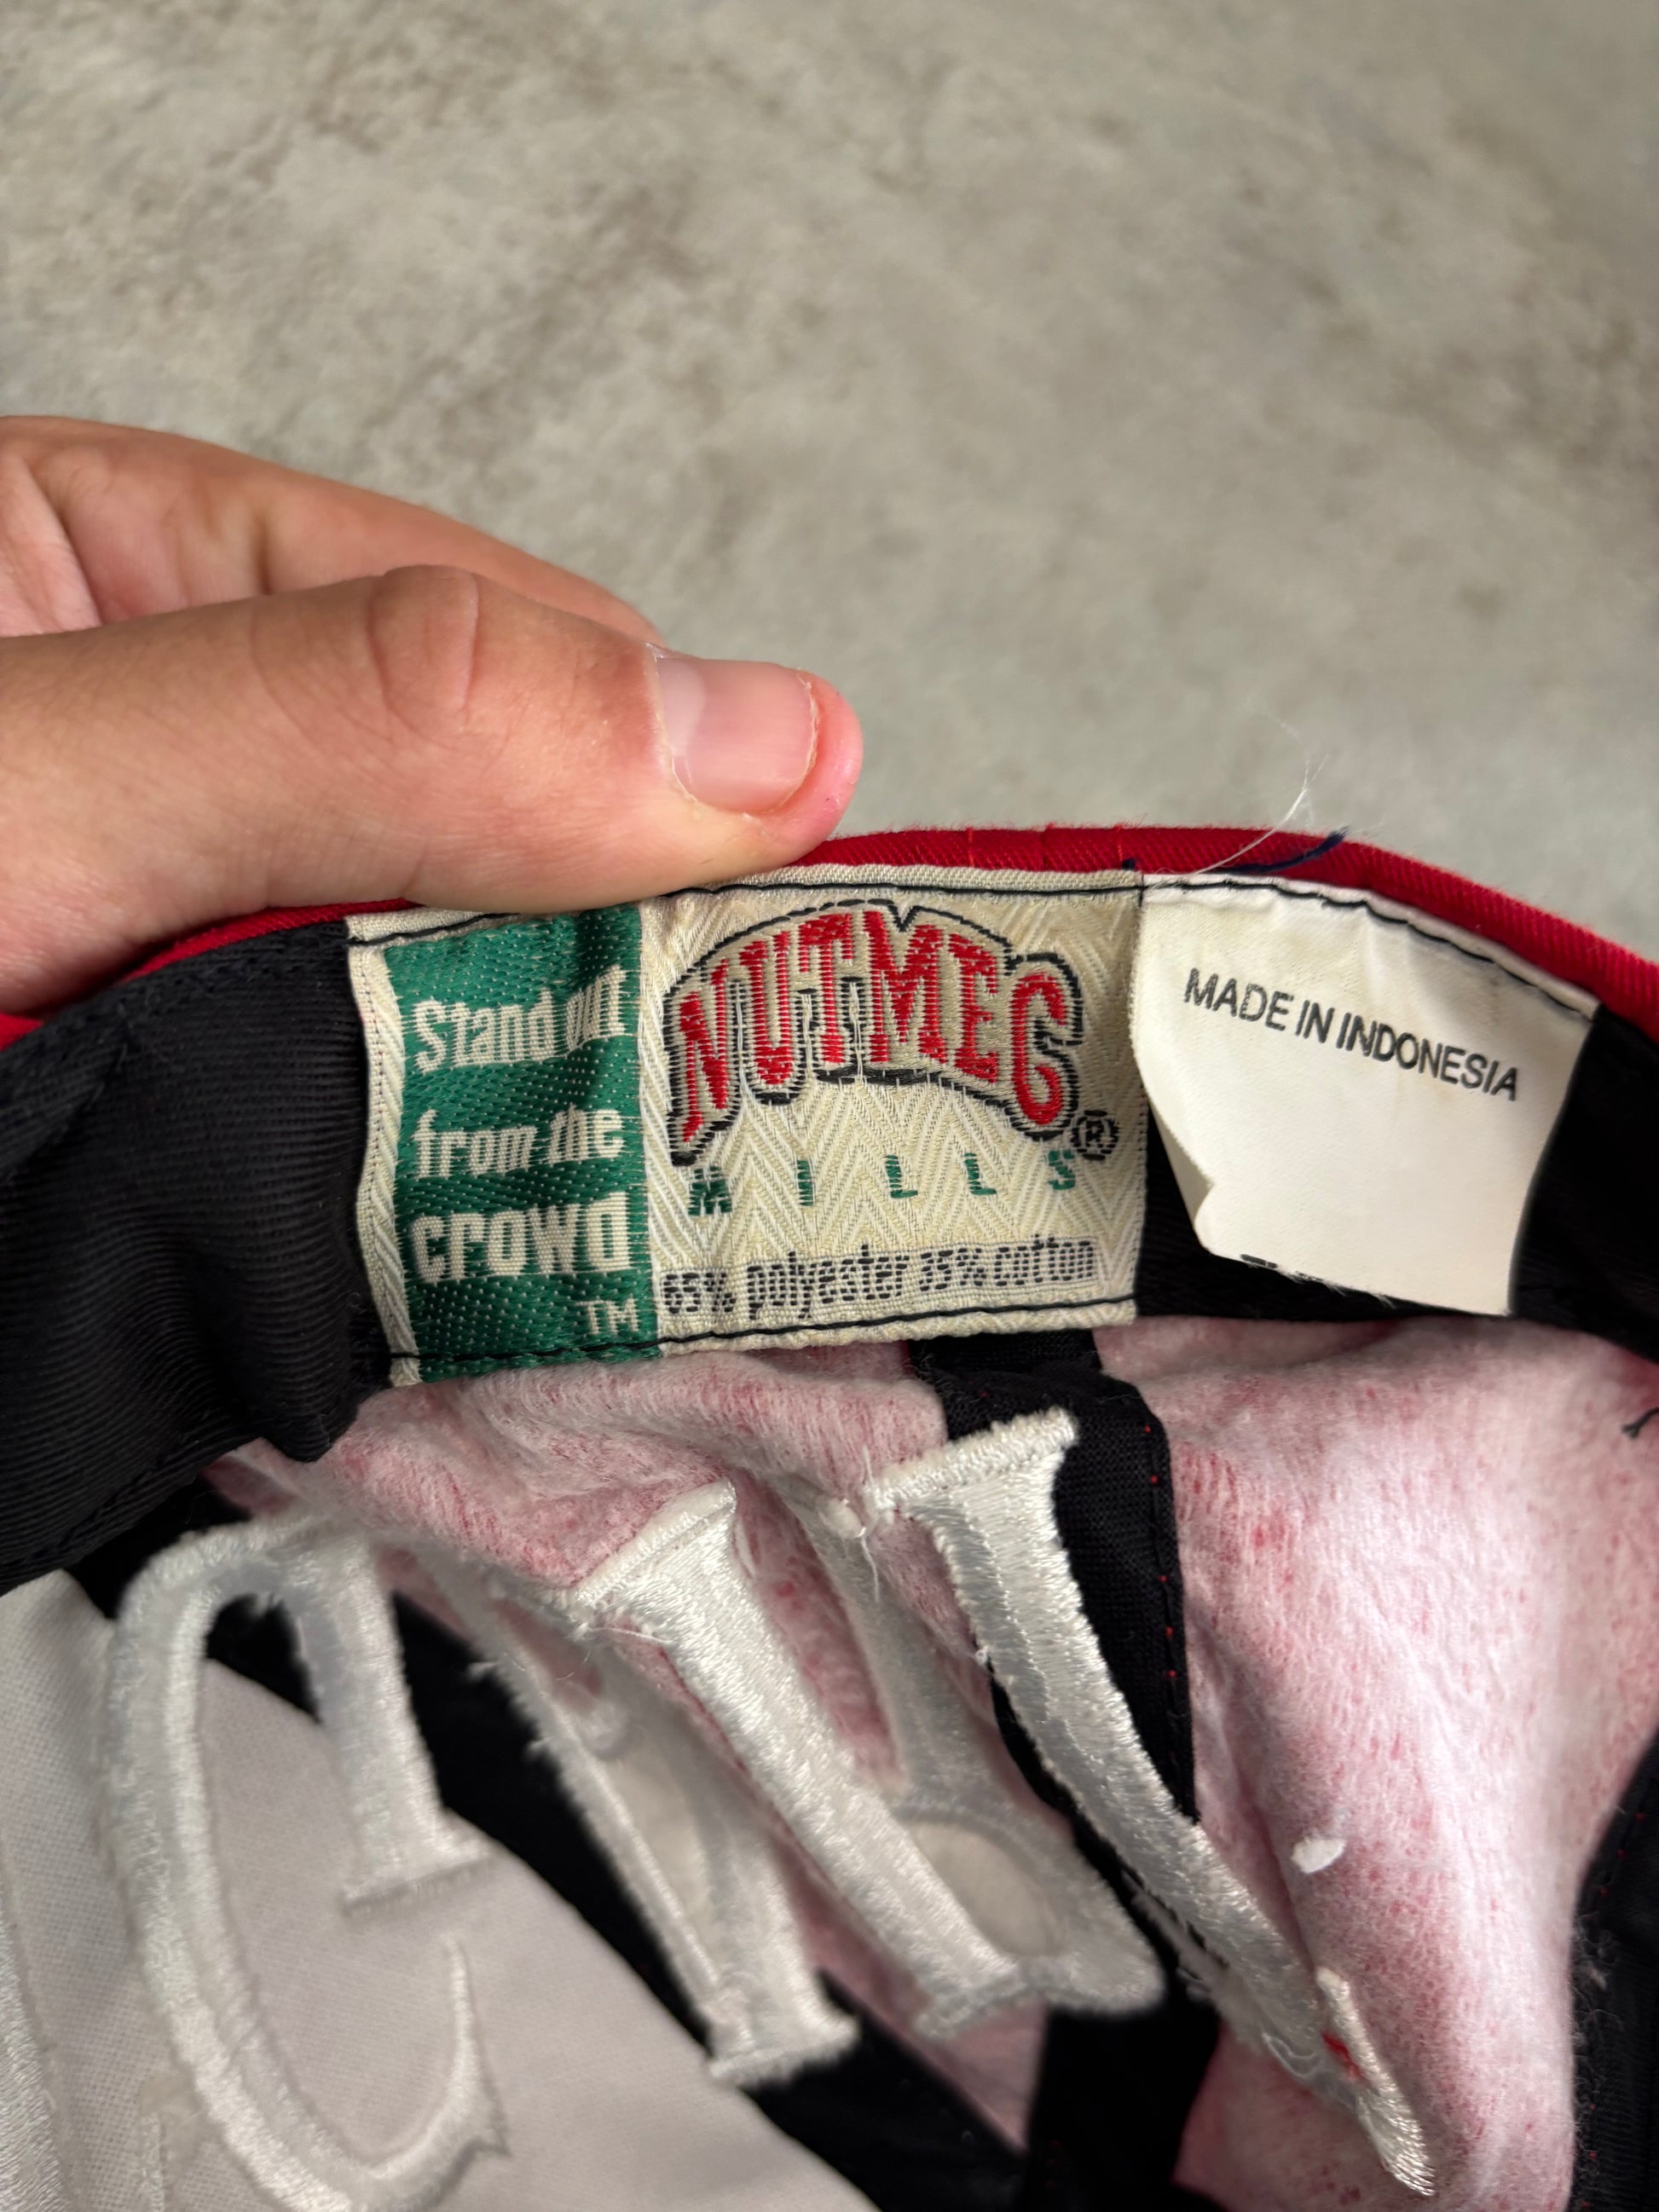 Stand out
from the
CROWD
TM
NUTMEG
®
MILLS
65% polyester 35% cotton
MADE IN INDONESIA